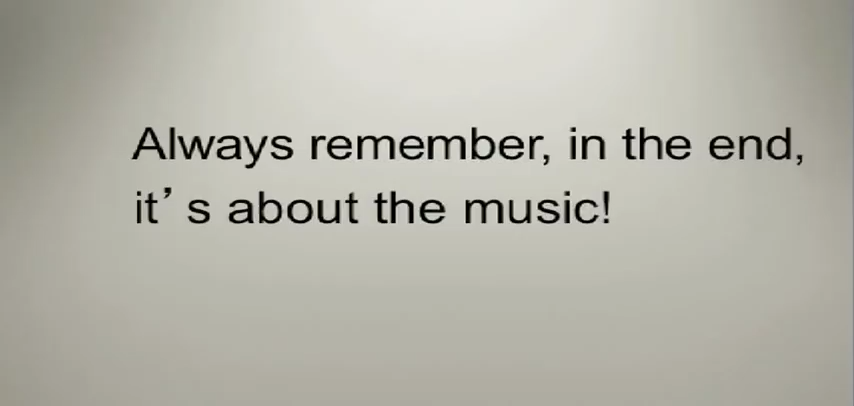 Always remember, in the end,
it’s about the music!